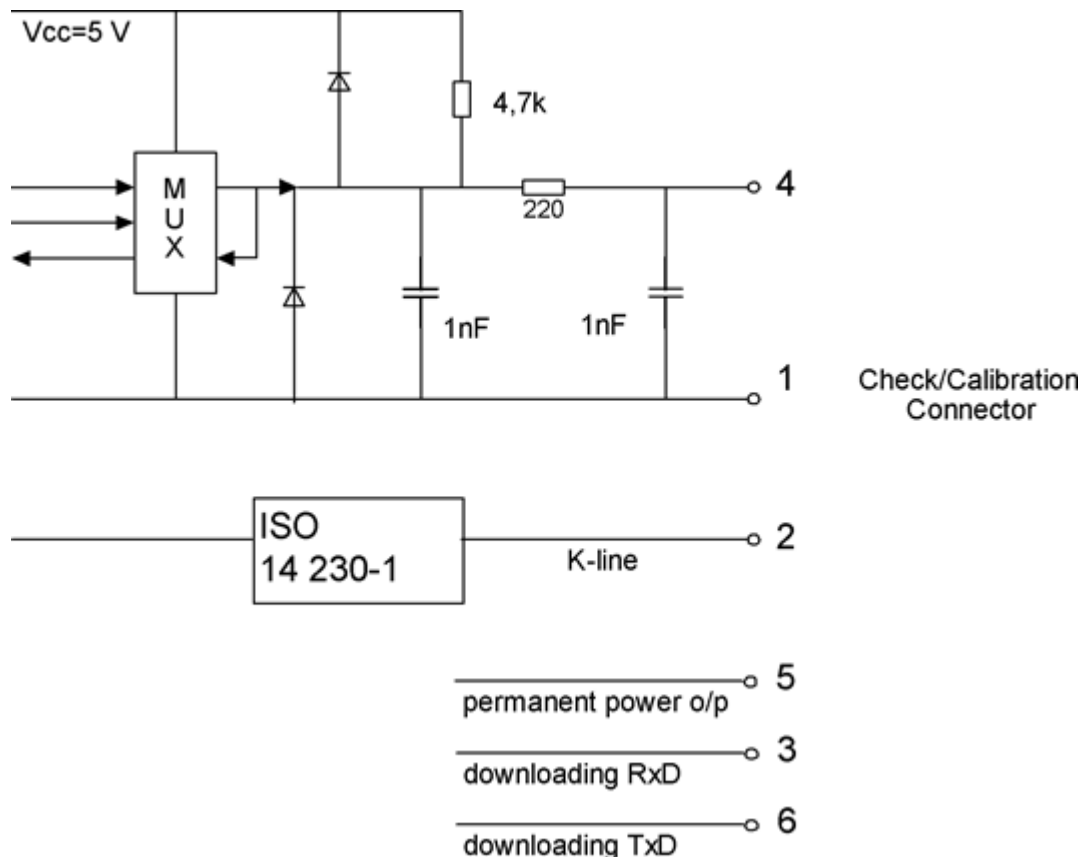 Vcc=5 V
4,7k
M
U
X
220
4
1nF
1nF
1
Check/Calibration
Connector
ISO
14 230-1
K-line
2
5
permanent power o/p
3
downloading RxD
6
downloading TxD